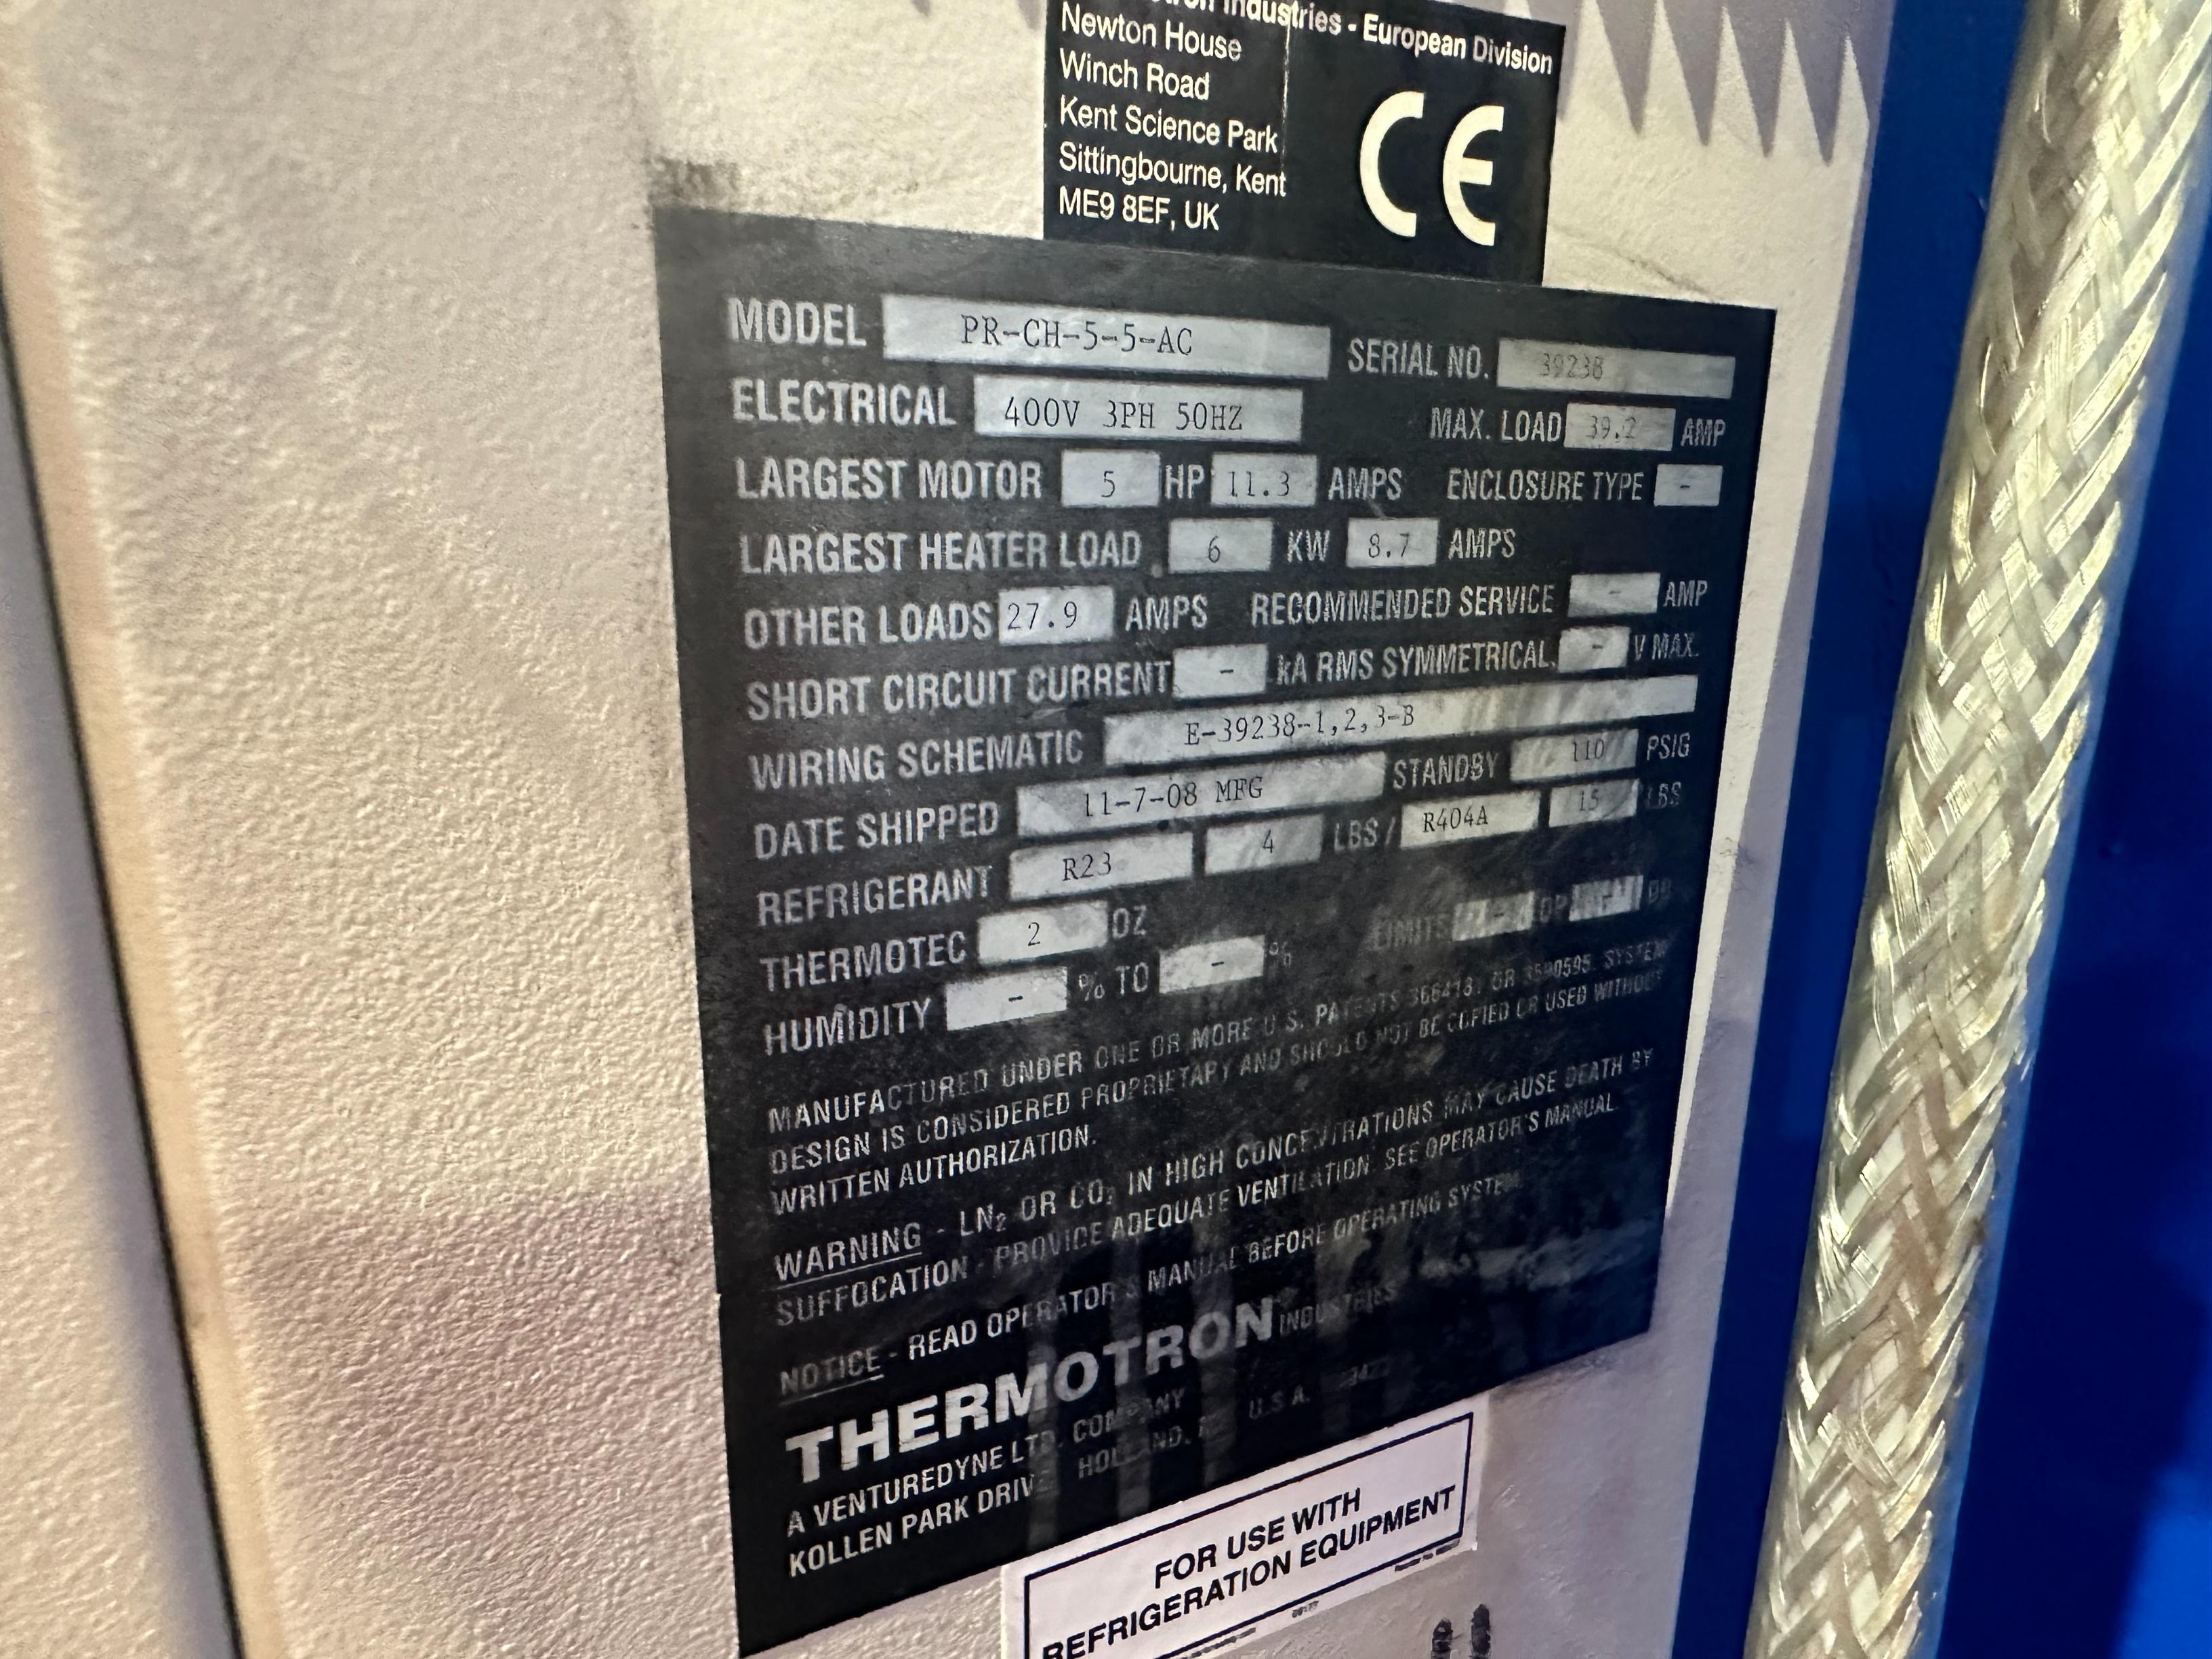 Industries - European Division
Newton House
Winch Road
Kent Science Park
Sittingbourne, Kent
ME9 8EF, UK
CE
MODEL PR-CH-5-5-AC SERIAL NO. 39238
ELECTRICAL 400V 3PH 50HZ MAX. LOAD 39.2 AMP
LARGEST MOTOR 5 HP 11.3 AMPS ENCLOSURE TYPE -
LARGEST HEATER LOAD 6 KW 8.7 AMPS
OTHER LOADS 27.9 AMPS RECOMMENDED SERVICE - AMP
SHORT CIRCUIT CURRENT - kA RMS SYMMETRICAL, - V MAX.
WIRING SCHEMATIC E-39238-1,2,3-B
DATE SHIPPED 11-7-08 MFG STANDBY 110 PSIG
REFRIGERANT R23 4 LBS / R404A 15 LBS
THERMOTEC 2 OZ
HUMIDITY - % TO - % LIMITS
MANUFACTURED UNDER ONE OR MORE U.S. PATENTS OR 3590595. SYSTEM
DESIGN IS CONSIDERED PROPRIETARY AND SHOULD NOT BE COPIED OR USED WITHOUT
WRITTEN AUTHORIZATION.
WARNING - LN₂ OR CO₂ IN HIGH CONCENTRATIONS MAY CAUSE DEATH BY
SUFFOCATION - PROVIDE ADEQUATE VENTILATION. SEE OPERATOR'S MANUAL.
NOTICE - READ OPERATOR'S MANUAL BEFORE OPERATING SYSTEM.
THERMOTRON INDUSTRIES
A VENTUREDYNE LTD. COMPANY
KOLLEN PARK DRIVE HOLLAND, U.S.A.
FOR USE WITH
REFRIGERATION EQUIPMENT